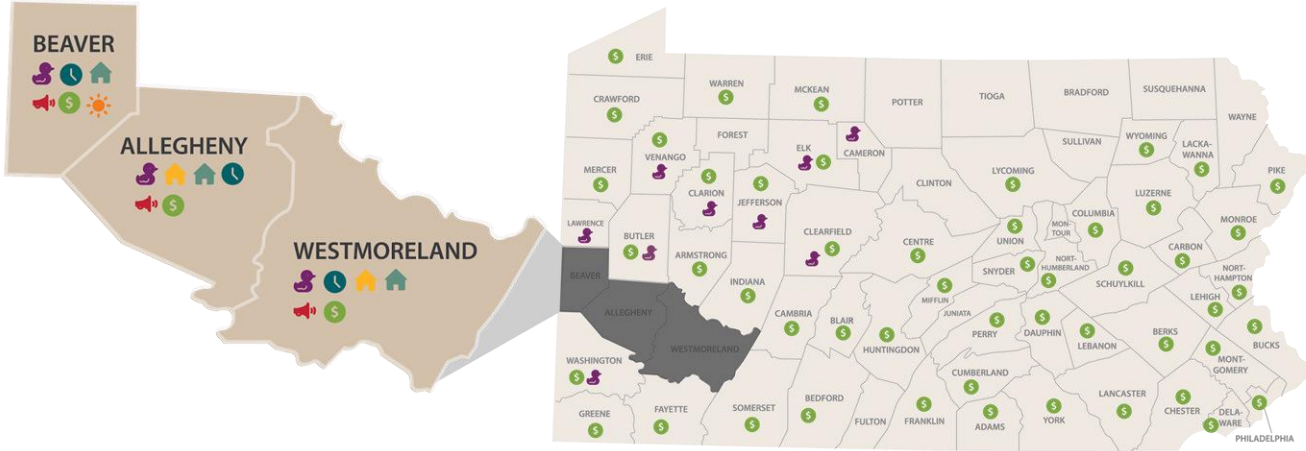 BEAVER
ALLEGHENY
WESTMORELAND
ERIE
WARREN
MCKEAN
POTTER
TIOGA
BRADFORD
SUSQUEHANNA
WAYNE
CRAWFORD
FOREST
ELK
CAMERON
SULLIVAN
WYOMING
LACKA-
WANNA
PIKE
MERCER
VENANGO
CLARION
JEFFERSON
CLINTON
LYCOMING
LUZERNE
LAWRENCE
BUTLER
ARMSTRONG
CLEARFIELD
CENTRE
UNION
MON-
TOUR
COLUMBIA
MONROE
CARBON
BEAVER
ALLEGHENY
WESTMORELAND
INDIANA
SNYDER
NORT-
HUMBERLAND
SCHUYLKILL
NORT-
HAMPTON
LEHIGH
CAMBRIA
BLAIR
MIFFLIN
JUNIATA
HUNTINGDON
PERRY
DAUPHIN
LEBANON
BERKS
BUCKS
MONT-
GOMERY
WASHINGTON
CUMBERLAND
LANCASTER
CHESTER
DELA-
WARE
PHILADELPHIA
GREENE
FAYETTE
SOMERSET
BEDFORD
FULTON
FRANKLIN
ADAMS
YORK